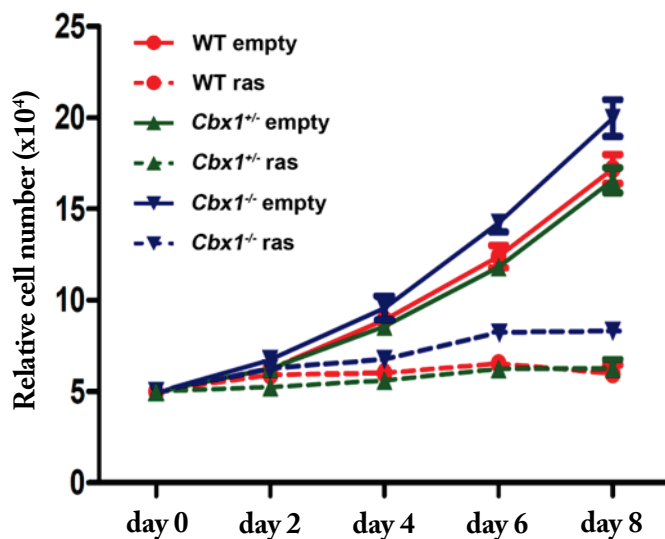 25
20
15
10
5
0
Relative cell number (x10⁴)
WT empty
WT ras
Cbx1⁺/⁻ empty
Cbx1⁺/⁻ ras
Cbx1⁻/⁻ empty
Cbx1⁻/⁻ ras
day 0 day 2 day 4 day 6 day 8